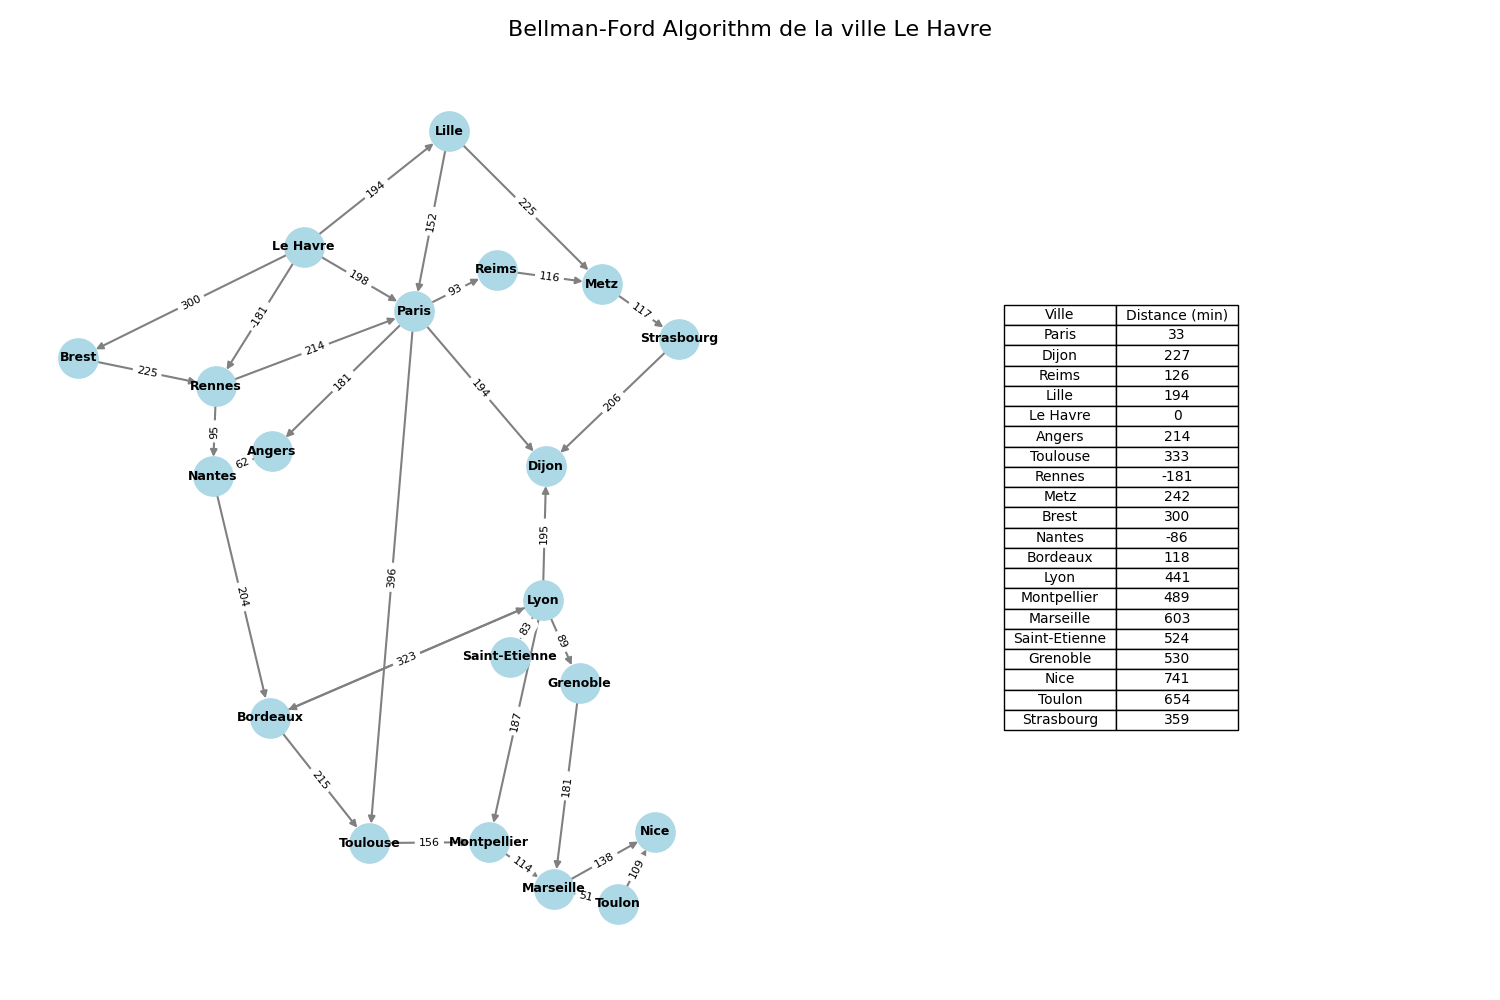 Bellman-Ford Algorithm de la ville Le Havre
Lille
194
225
152
Le Havre
Reims
116
Metz
198
93
300
-181
Paris
117
Strasbourg
214
Brest
225
Rennes
181
194
206
95
Angers
62
Nantes
Dijon
195
396
204
Lyon
83
89
323
Saint-Etienne
Grenoble
187
Bordeaux
215
181
Nice
Toulouse
156
Montpellier
138
114
109
Marseille
51
Toulon
Ville Distance (min)
Paris 33
Dijon 227
Reims 126
Lille 194
Le Havre 0
Angers 214
Toulouse 333
Rennes -181
Metz 242
Brest 300
Nantes -86
Bordeaux 118
Lyon 441
Montpellier 489
Marseille 603
Saint-Etienne 524
Grenoble 530
Nice 741
Toulon 654
Strasbourg 359